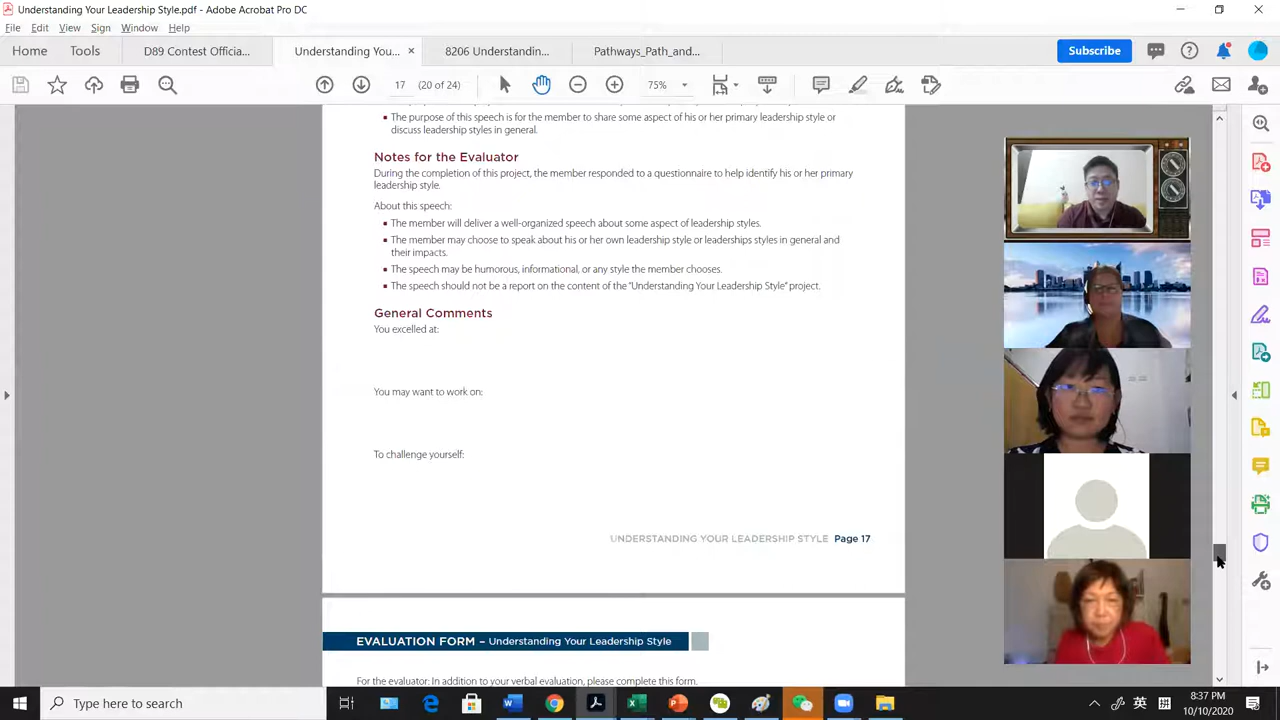 Understanding Your Leadership Style.pdf - Adobe Acrobat Pro DC
File Edit View Sign Window Help
Home Tools D89 Contest Officia... Understanding You... × 8206 Understandin... Pathways_Path_and... Subscribe
17 (20 of 24) 75%
The purpose of this speech is for the member to share some aspect of his or her primary leadership style or
discuss leadership styles in general.
Notes for the Evaluator
During the completion of this project, the member responded to a questionnaire to help identify his or her primary
leadership style.
About this speech:
The member will deliver a well-organized speech about some aspect of leadership styles.
The member may choose to speak about his or her own leadership style or leaderships styles in general and
their impacts.
The speech may be humorous, informational, or any style the member chooses.
The speech should not be a report on the content of the "Understanding Your Leadership Style" project.
General Comments
You excelled at:
You may want to work on:
To challenge yourself:
UNDERSTANDING YOUR LEADERSHIP STYLE Page 17
EVALUATION FORM – Understanding Your Leadership Style
For the evaluator: In addition to your verbal evaluation, please complete this form.
Type here to search
英 拼
8:37 PM
10/10/2020